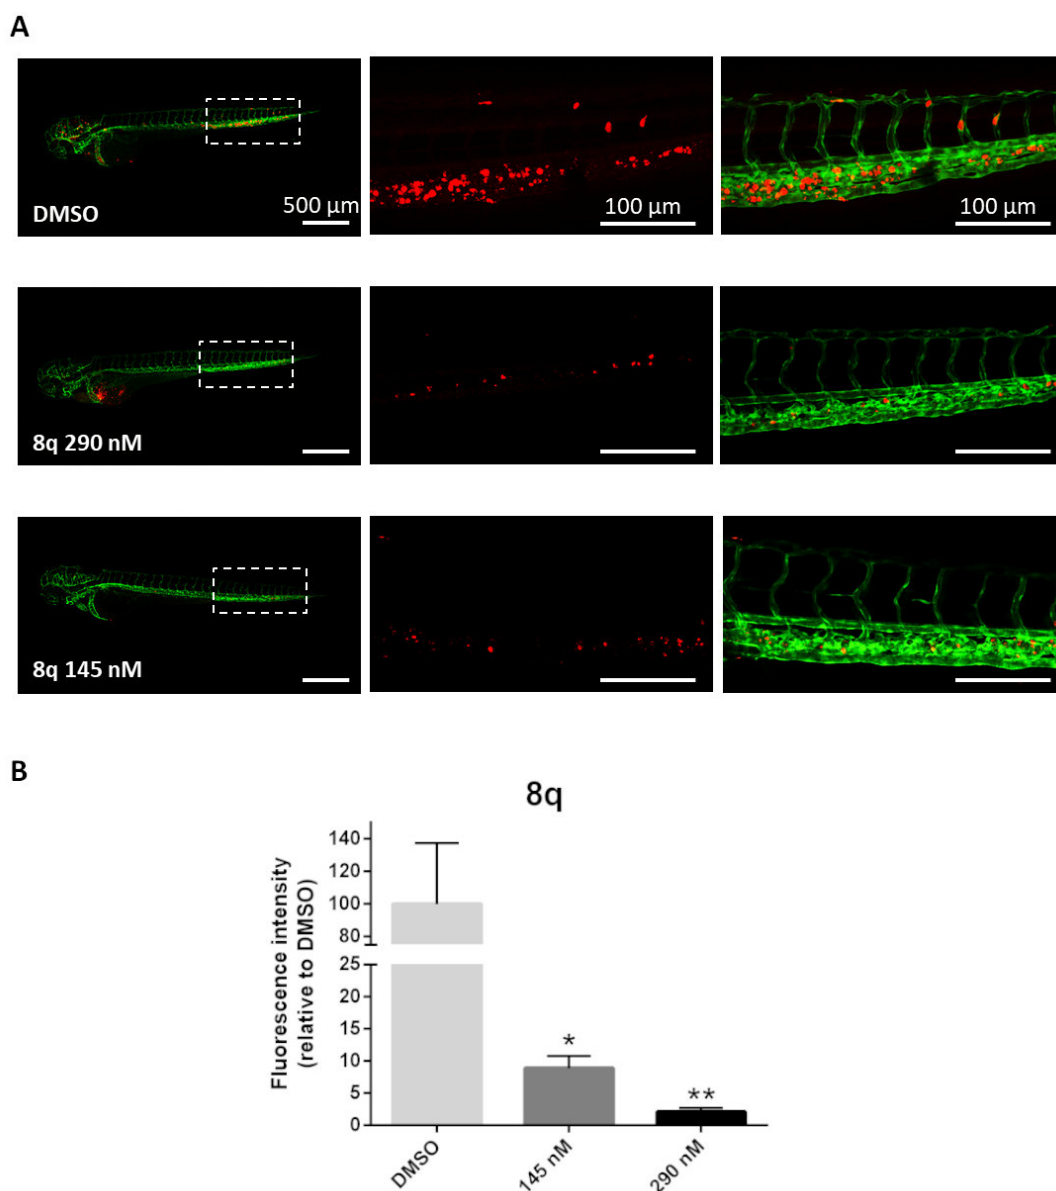 A
DMSO
500 µm
100 µm
100 µm
8q 290 nM
8q 145 nM
B
8q
Fluorescence intensity
(relative to DMSO)
140
120
100
80
25
20
15
10
5
0
*
**
DMSO
145 nM
290 nM